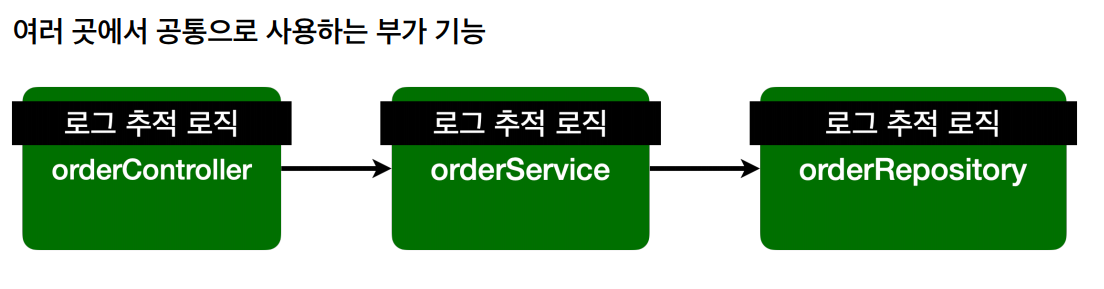 여러 곳에서 공통으로 사용하는 부가 기능
로그 추적 로직
orderController
로그 추적 로직
orderService
로그 추적 로직
orderRepository